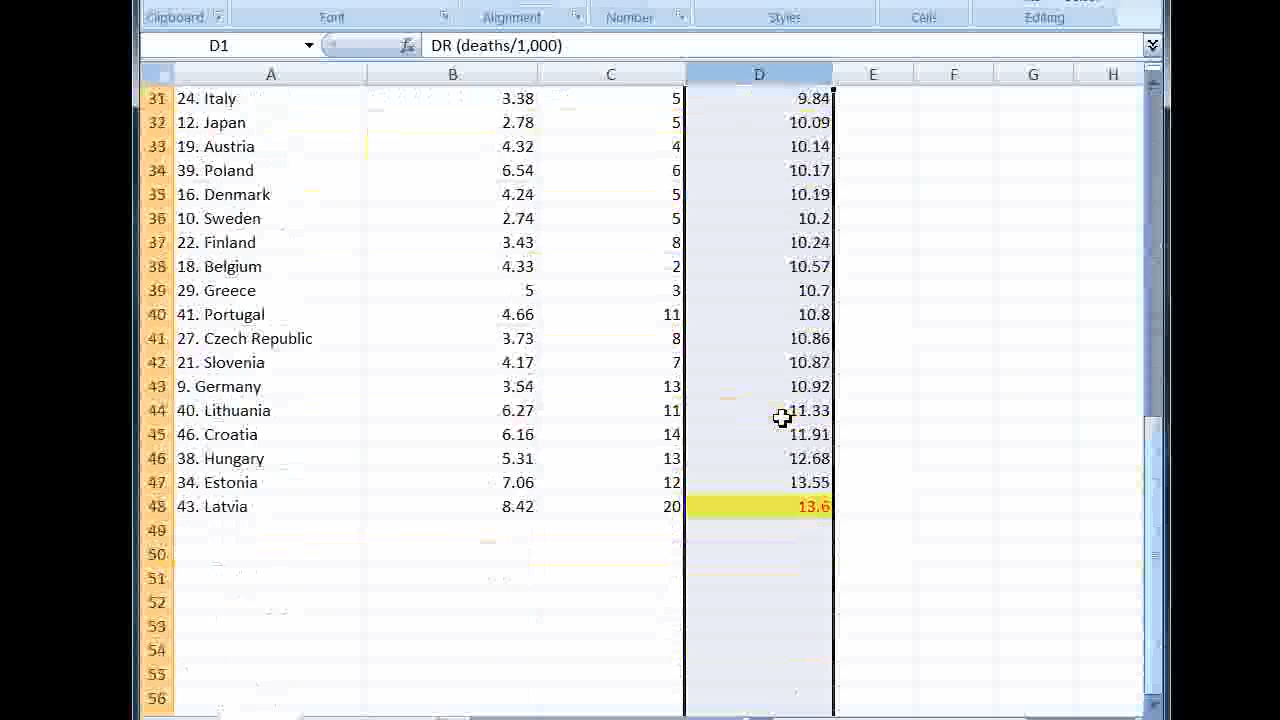 Clipboard Font Alignment Number Styles Cells Editing
D1 fx DR (deaths/1,000)
A B C D E F G H
31 24. Italy 3.38 5 9.84
32 12. Japan 2.78 5 10.09
33 19. Austria 4.32 4 10.14
34 39. Poland 6.54 6 10.17
35 16. Denmark 4.24 5 10.19
36 10. Sweden 2.74 5 10.2
37 22. Finland 3.43 8 10.24
38 18. Belgium 4.33 2 10.57
39 29. Greece 5 3 10.7
40 41. Portugal 4.66 11 10.8
41 27. Czech Republic 3.73 8 10.86
42 21. Slovenia 4.17 7 10.87
43 9. Germany 3.54 13 10.92
44 40. Lithuania 6.27 11 11.33
45 46. Croatia 6.16 14 11.91
46 38. Hungary 5.31 13 12.68
47 34. Estonia 7.06 12 13.55
48 43. Latvia 8.42 20 13.6
49
50
51
52
53
54
55
56